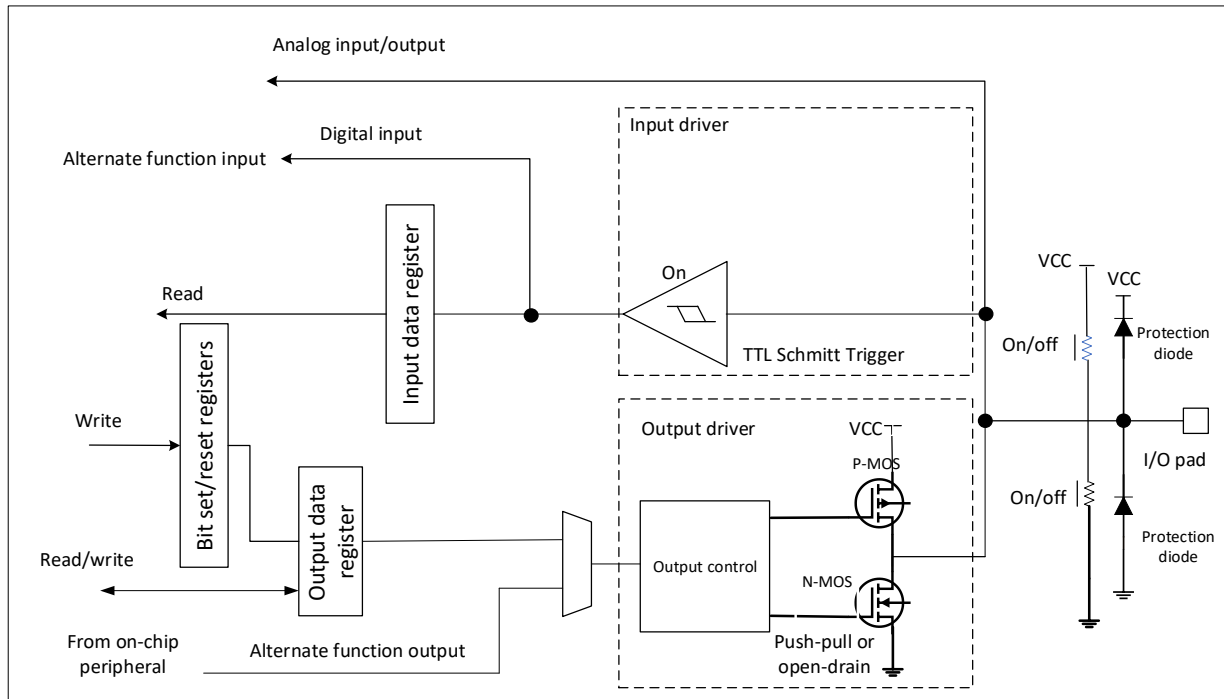 Analog input/output
Digital input
Alternate function input
Input driver
Input data register
On
TTL Schmitt Trigger
Read
VCC
VCC
On/off
Protection
diode
Bit set/reset registers
Write
Output driver
VCC
P-MOS
I/O pad
On/off
Output data
register
Read/write
Output control
N-MOS
Protection
diode
Push-pull or
open-drain
From on-chip
peripheral
Alternate function output